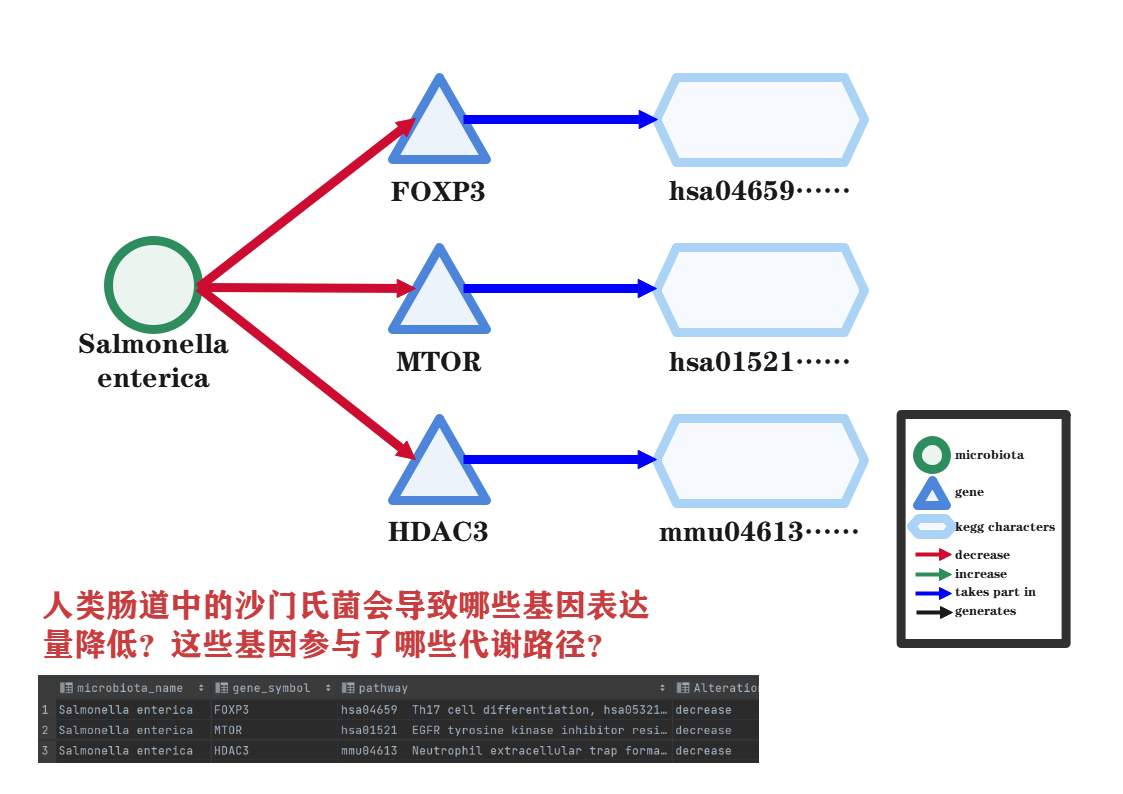 FOXP3
hsa04659……
Salmonella
enterica
MTOR
hsa01521……
HDAC3
mmu04613……
microbiota
gene
kegg characters
decrease
increase
takes part in
generates
人类肠道中的沙门氏菌会导致哪些基因表达
量降低？这些基因参与了哪些代谢路径？
microbiota_name gene_symbol pathway Alteratio
1 Salmonella enterica FOXP3 hsa04659 Th17 cell differentiation, hsa05321… decrease
2 Salmonella enterica MTOR hsa01521 EGFR tyrosine kinase inhibitor resi… decrease
3 Salmonella enterica HDAC3 mmu04613 Neutrophil extracellular trap forma… decrease